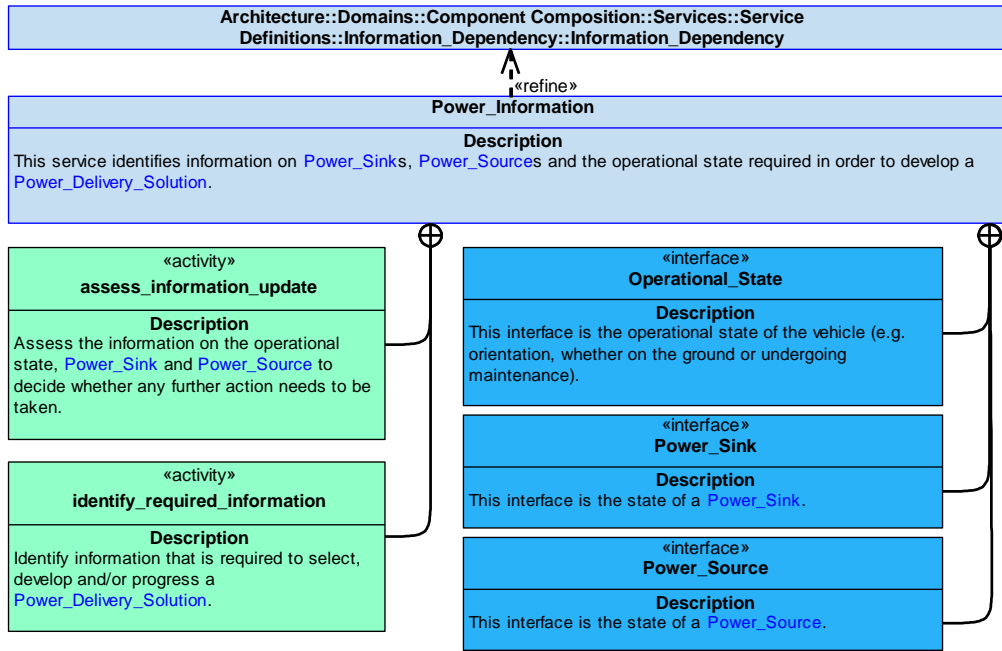 Architecture::Domains::Component Composition::Services::Service
Definitions::Information_Dependency::Information_Dependency
«refine»
Power_Information
Description
This service identifies information on Power_Sinks, Power_Sources and the operational state required in order to develop a
Power_Delivery_Solution.
«activity»
assess_information_update
Description
Assess the information on the operational
state, Power_Sink and Power_Source to
decide whether any further action needs to be
taken.
«activity»
identify_required_information
Description
Identify information that is required to select,
develop and/or progress a
Power_Delivery_Solution.
«interface»
Operational_State
Description
This interface is the operational state of the vehicle (e.g.
orientation, whether on the ground or undergoing
maintenance).
«interface»
Power_Sink
Description
This interface is the state of a Power_Sink.
«interface»
Power_Source
Description
This interface is the state of a Power_Source.